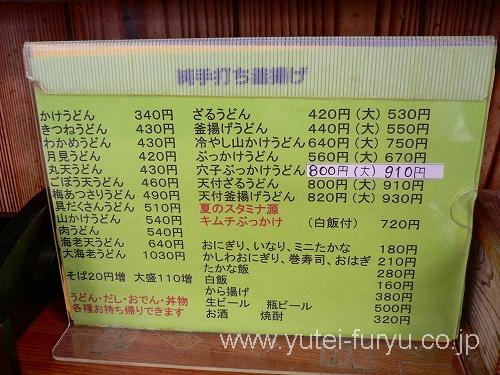 純手打ち釜揚げ
かけうどん 340円
きつねうどん 430円
わかめうどん 430円
月見うどん 420円
丸天うどん 430円
ごぼう天うどん 460円
梅あっさりうどん 490円
具だくさんうどん 510円
山かけうどん 540円
肉うどん 540円
海老天うどん 640円
大海老うどん 1030円
そば20円増 大盛110増
うどん・だし・おでん・丼物
各種お持ち帰りできます
ざるうどん 420円(大) 530円
釜揚げうどん 440円(大) 550円
冷やし山かけうどん 640円(大) 750円
ぶっかけうどん 560円(大) 670円
穴子ぶっかけうどん 800円(大) 910円
天付ざるうどん 800円(大) 910円
天付釜揚げうどん 820円(大) 930円
夏のスタミナ源
キムチぶっかけ (白飯付) 720円
おにぎり、いなり、ミニたかな 180円
かしわおにぎり、巻寿司、おはぎ 210円
たかな飯 280円
白飯 160円
から揚げ 380円
生ビール 瓶ビール 500円
お酒 焼酎 320円
www.yutei-furyu.co.jp